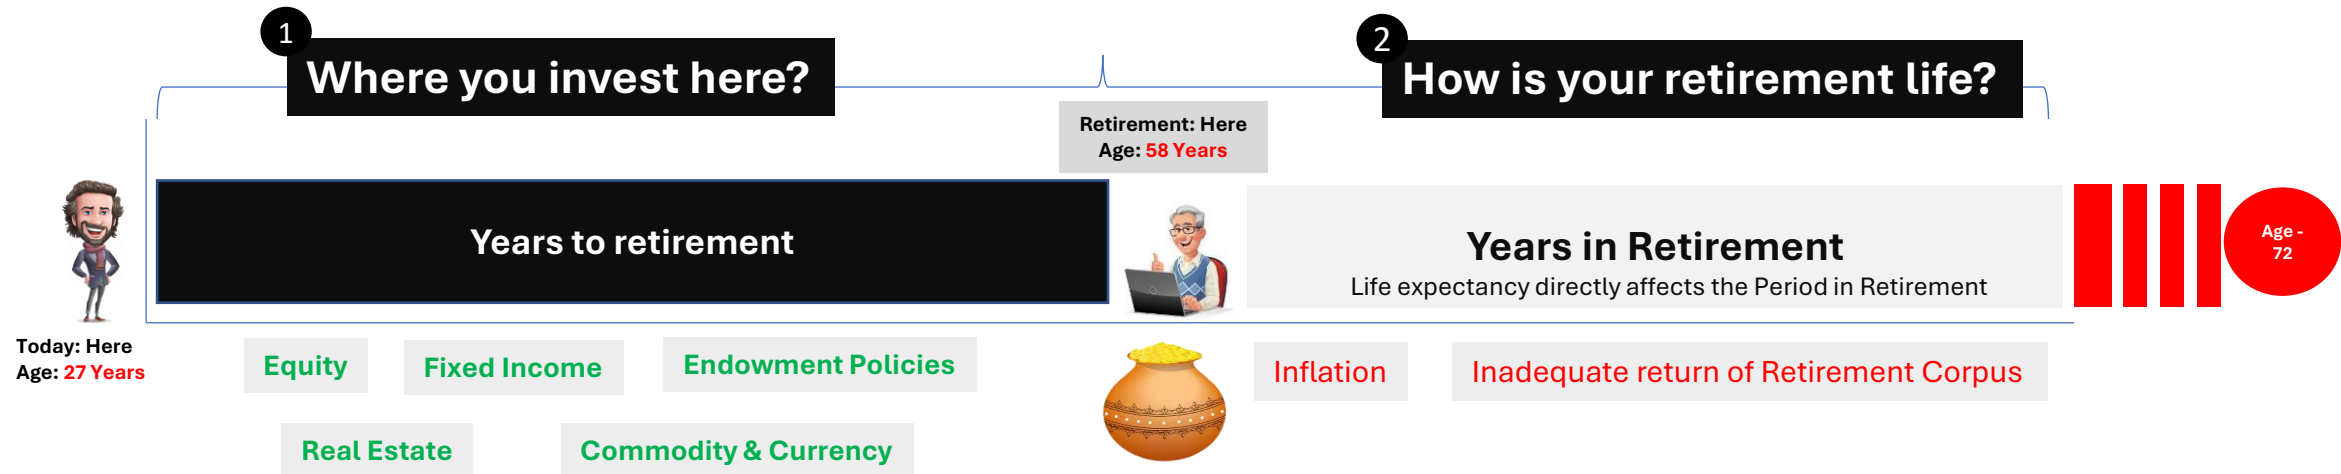 1
Where you invest here?
2
How is your retirement life?
Retirement: Here
Age: 58 Years
Years to retirement
Years in Retirement
Life expectancy directly affects the Period in Retirement
Age -
72
Today: Here
Age: 27 Years
Equity
Fixed Income
Endowment Policies
Inflation
Inadequate return of Retirement Corpus
Real Estate
Commodity & Currency